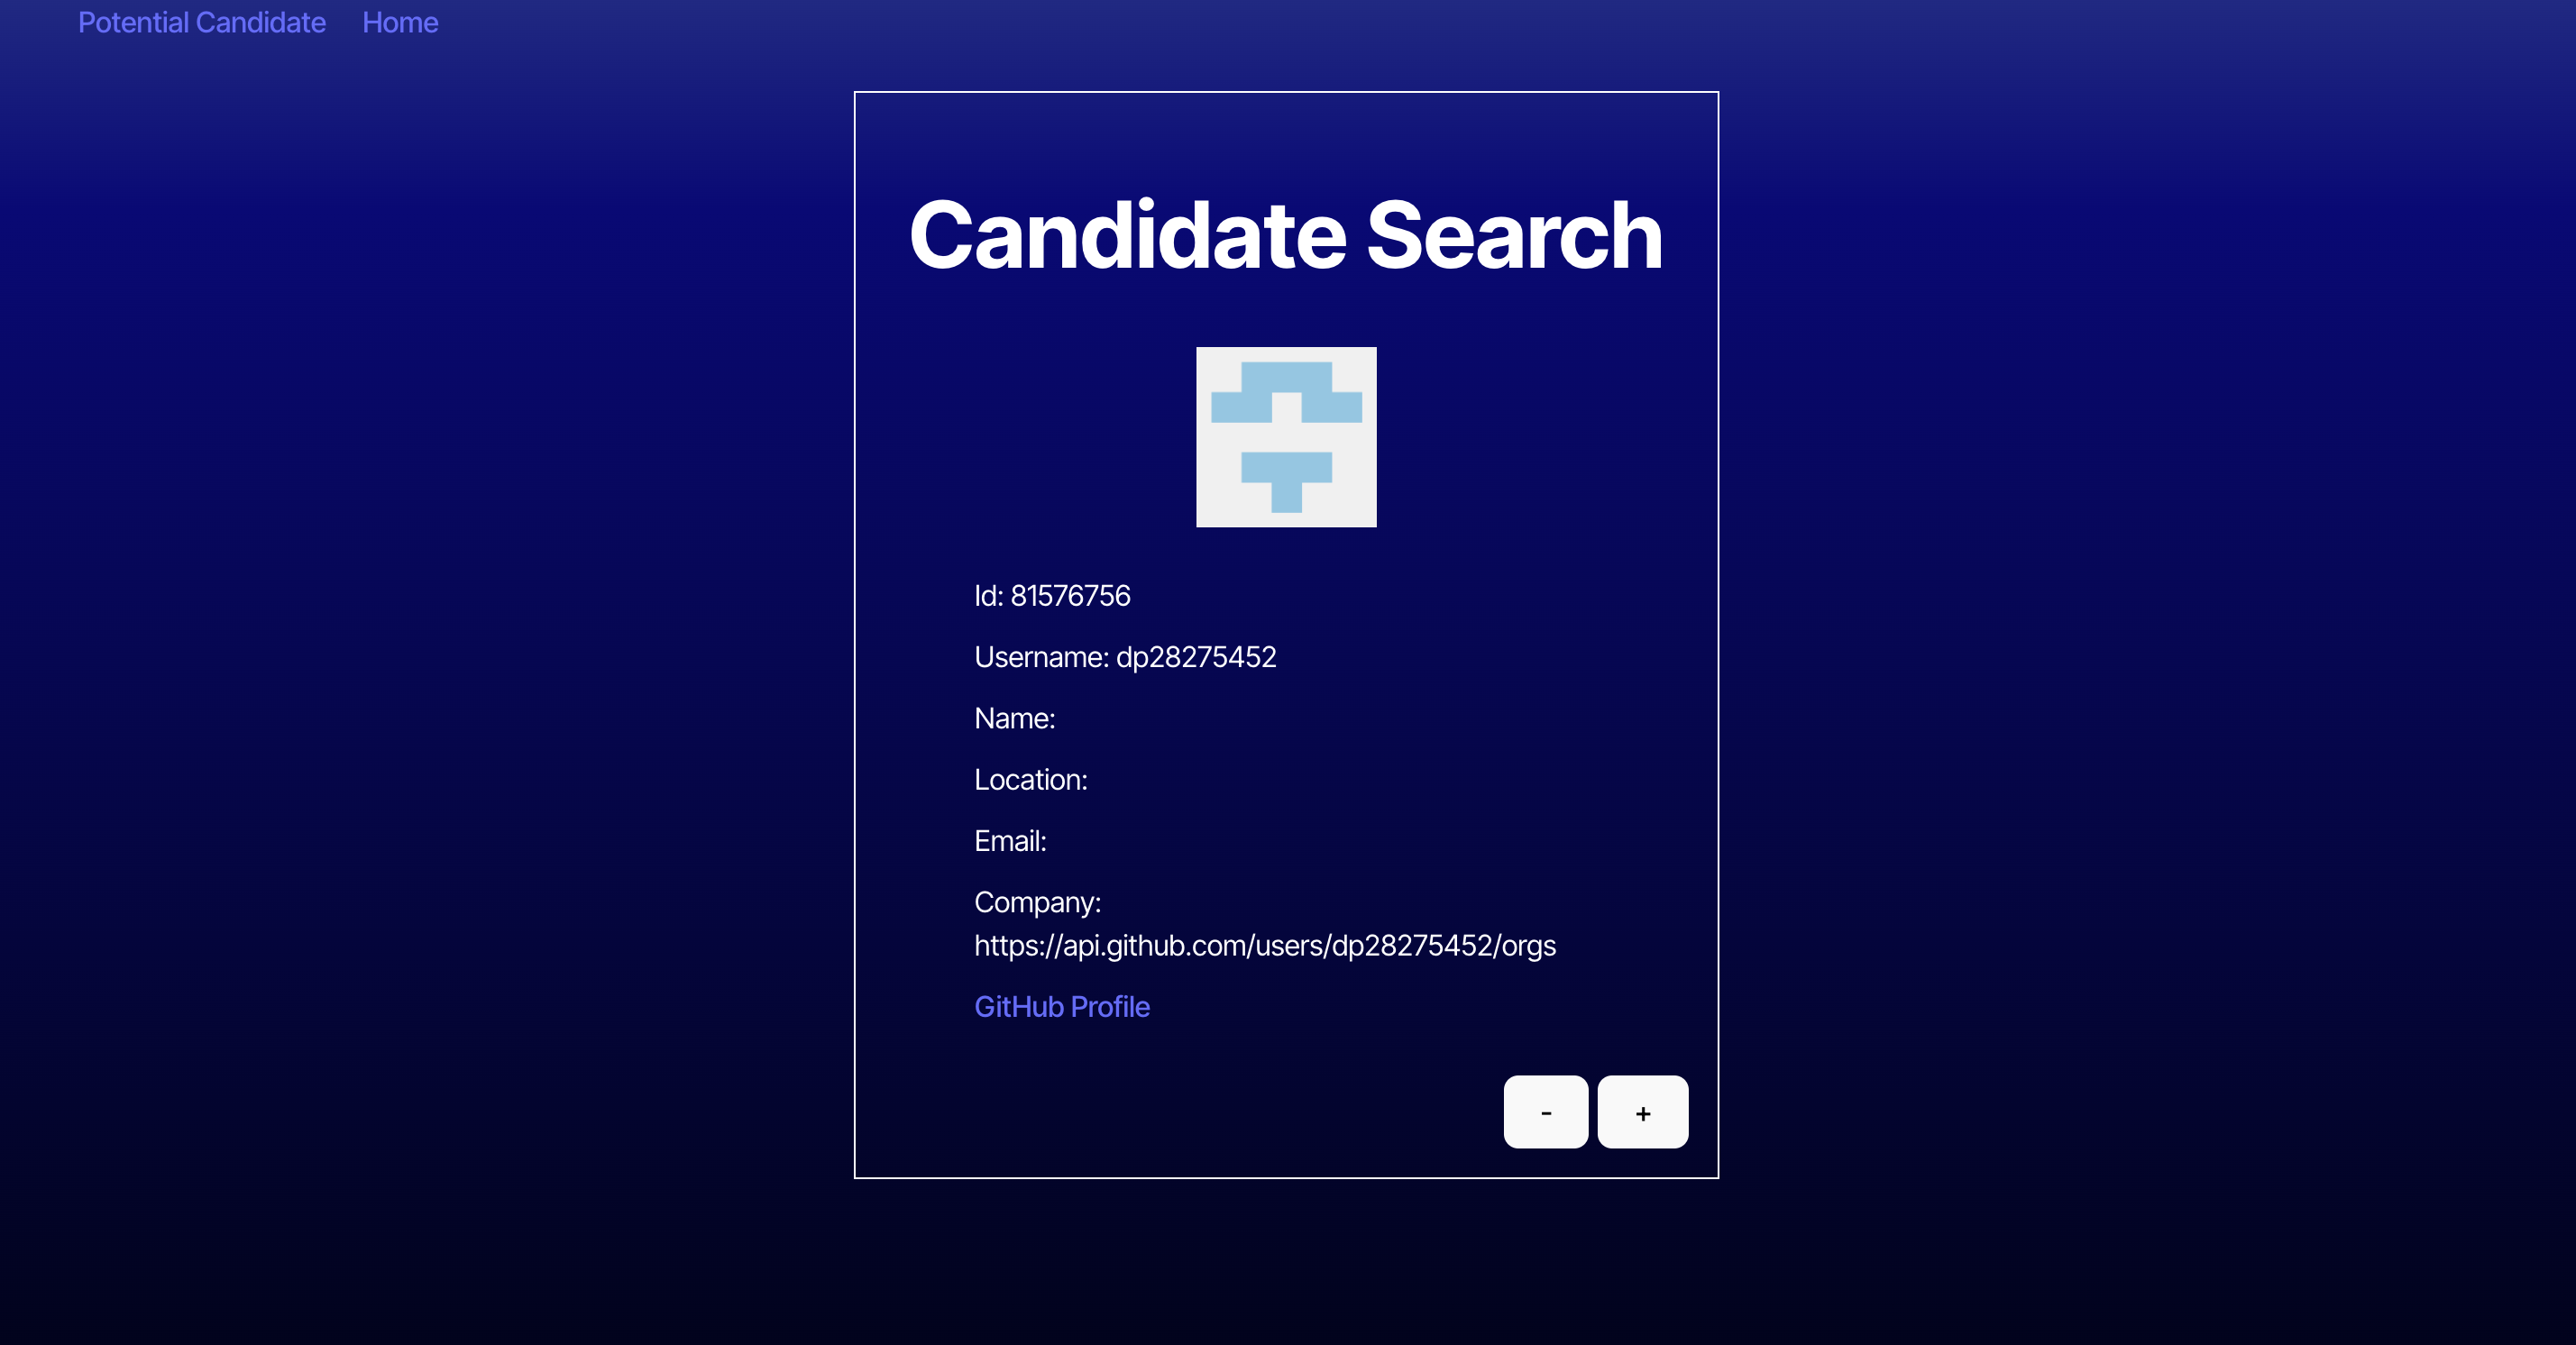 Potential Candidate Home
Candidate Search
Id: 81576756
Username: dp28275452
Name:
Location:
Email:
Company:
https://api.github.com/users/dp28275452/orgs
GitHub Profile
- +